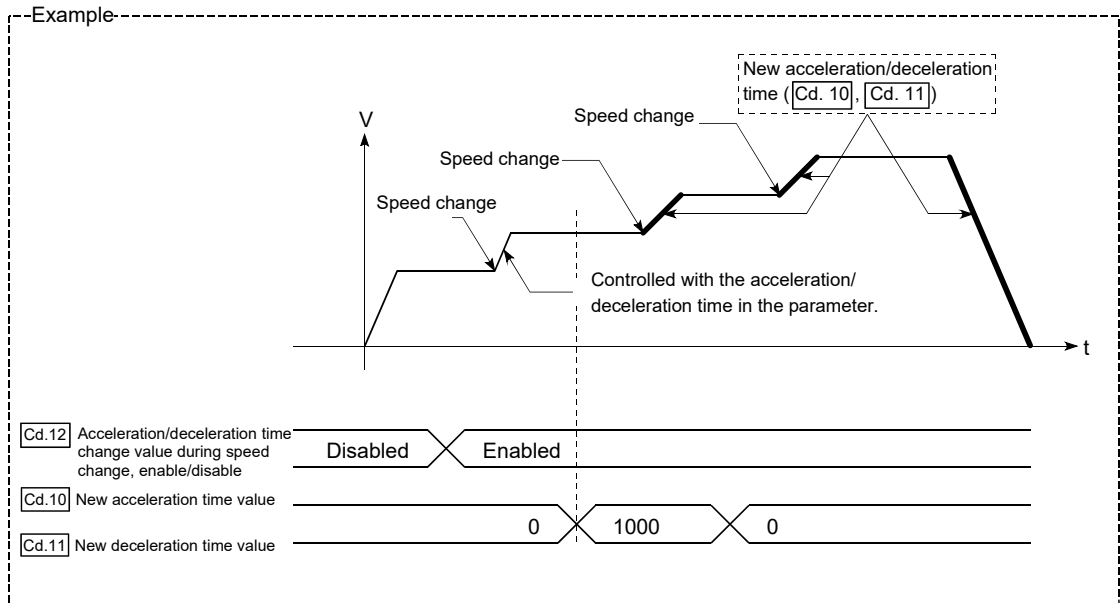 Example
New acceleration/deceleration
time ( Cd. 10 , Cd. 11 )
Speed change
V
Speed change
Speed change
Controlled with the acceleration/
deceleration time in the parameter.
t
Cd.12 Acceleration/deceleration time
change value during speed
change, enable/disable
Disabled
Enabled
Cd.10 New acceleration time value
0
1000
0
Cd.11 New deceleration time value